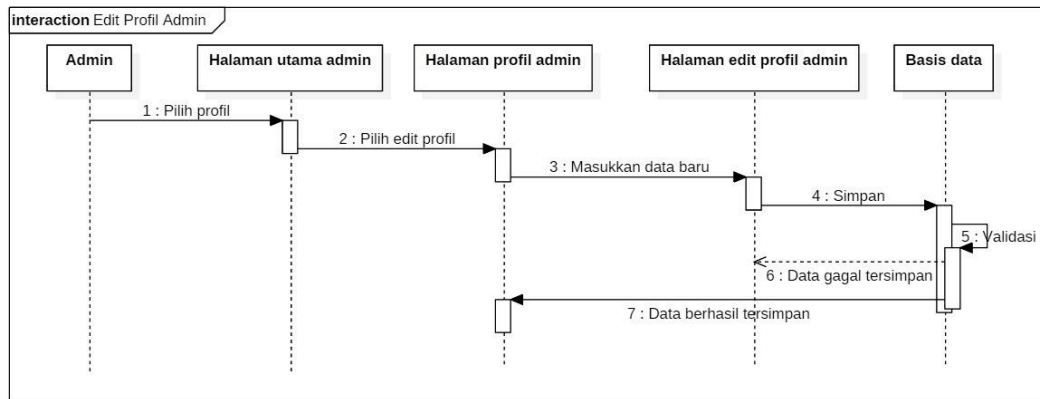 interaction Edit Profil Admin
Admin
Halaman utama admin
Halaman profil admin
Halaman edit profil admin
Basis data
1 : Pilih profil
2 : Pilih edit profil
3 : Masukkan data baru
4 : Simpan
5 : Validasi
6 : Data gagal tersimpan
7 : Data berhasil tersimpan